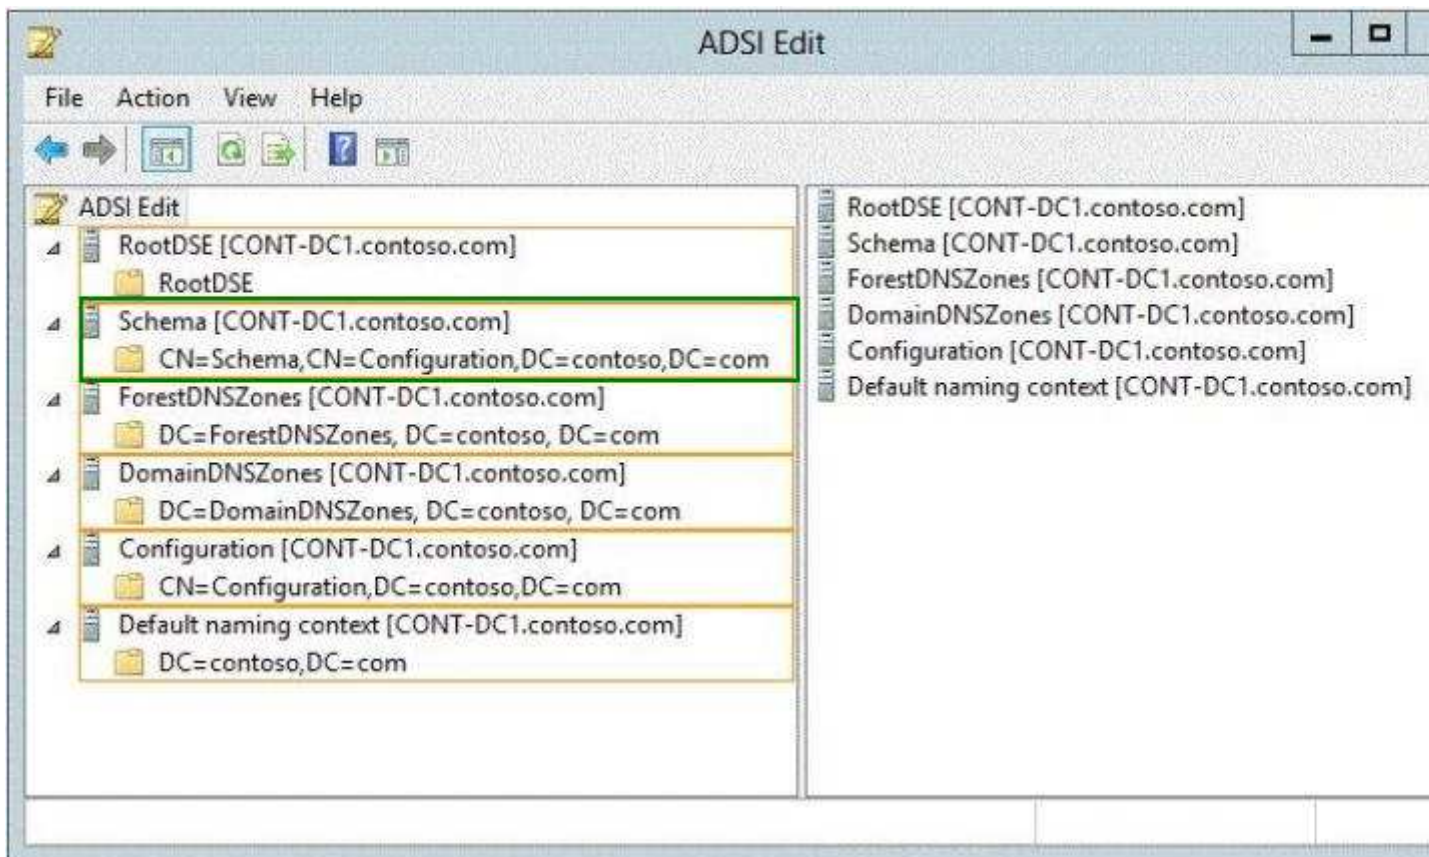 ADSI Edit
File Action View Help
ADSI Edit
RootDSE [CONT-DC1.contoso.com]
RootDSE
Schema [CONT-DC1.contoso.com]
CN=Schema,CN=Configuration,DC=contoso,DC=com
ForestDNSZones [CONT-DC1.contoso.com]
DC=ForestDNSZones, DC=contoso, DC=com
DomainDNSZones [CONT-DC1.contoso.com]
DC=DomainDNSZones, DC=contoso, DC=com
Configuration [CONT-DC1.contoso.com]
CN=Configuration,DC=contoso,DC=com
Default naming context [CONT-DC1.contoso.com]
DC=contoso,DC=com
RootDSE [CONT-DC1.contoso.com]
Schema [CONT-DC1.contoso.com]
ForestDNSZones [CONT-DC1.contoso.com]
DomainDNSZones [CONT-DC1.contoso.com]
Configuration [CONT-DC1.contoso.com]
Default naming context [CONT-DC1.contoso.com]